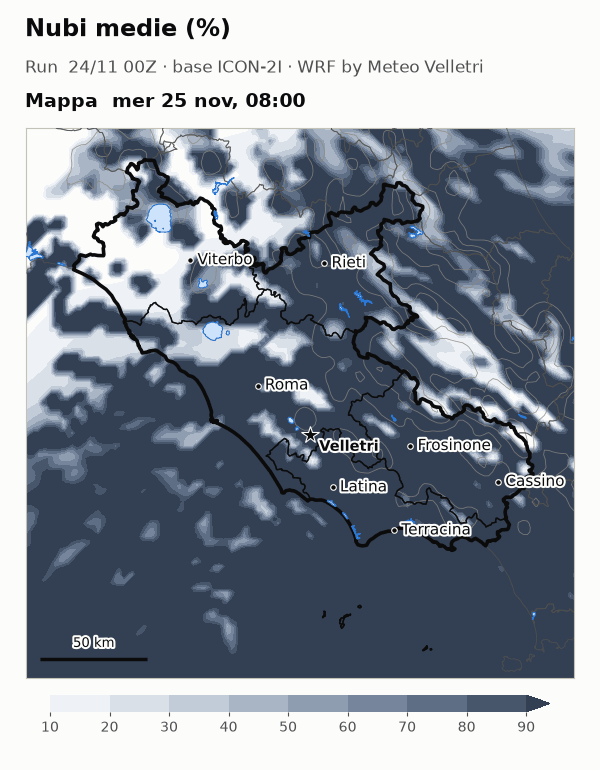 Nubi medie (%)
Run  24/11 00Z · base ICON-2I · WRF by Meteo Velletri
Mappa  mer 25 nov, 08:00
Viterbo
Rieti
Roma
Velletri
Frosinone
Latina
Cassino
Terracina
50 km
10 20 30 40 50 60 70 80 90